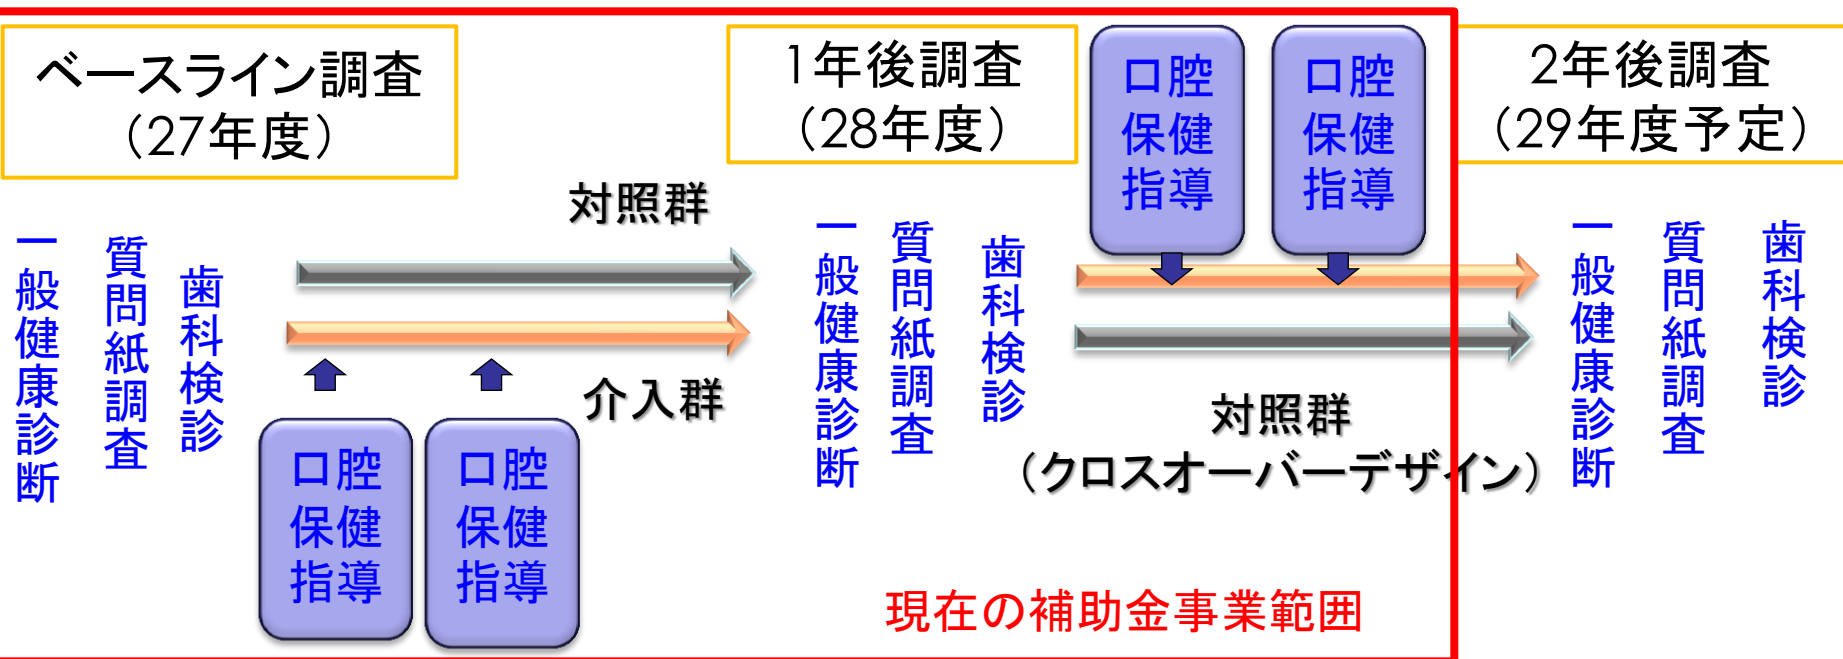 ベースライン調査
（27年度）
1年後調査
（28年度）
口腔
保健
指導
口腔
保健
指導
2年後調査
（29年度予定）
対照群
介入群
一般健康診断
質問紙調査
歯科検診
口腔
保健
指導
口腔
保健
指導
一般健康診断
質問紙調査
歯科検診
対照群
（クロスオーバーデザイン）
一般健康診断
質問紙調査
歯科検診
現在の補助金事業範囲